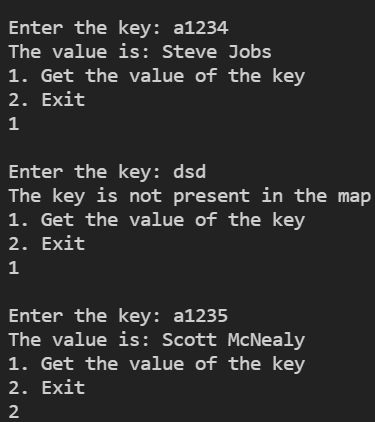 Enter the key: a1234
The value is: Steve Jobs
1. Get the value of the key
2. Exit
1
Enter the key: dsd
The key is not present in the map
1. Get the value of the key
2. Exit
1
Enter the key: a1235
The value is: Scott McNealy
1. Get the value of the key
2. Exit
2